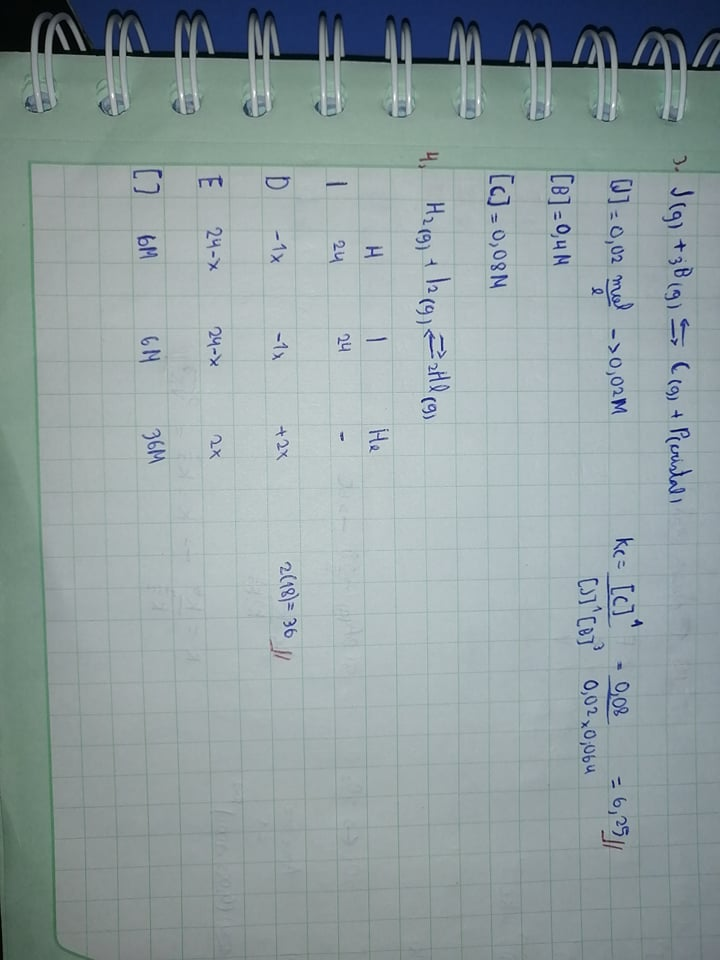 3. J(g) + 3B(g) ⇆ C(g) + P(cristal)
[J] = 0,02 mol/l -> 0,02M
Kc = [C]^1 / [J]^1 [B]^3 = 0,08 / 0,02 x 0,064 = 6,25 //
[B] = 0,4M
[C] = 0,08M
4. H2(g) + I2(g) ⇆ 2HI(g)
H I He
I 24 24 -
D -1x -1x +2x 2(18) = 36 //
E 24-x 24-x 2x
[ ] 6M 6M 36M